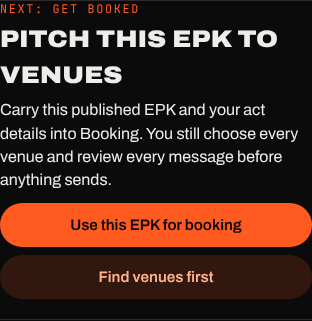 NEXT: GET BOOKED
PITCH THIS EPK TO
VENUES
Carry this published EPK and your act
details into Booking. You still choose every
venue and review every message before
anything sends.
Use this EPK for booking
Find venues first